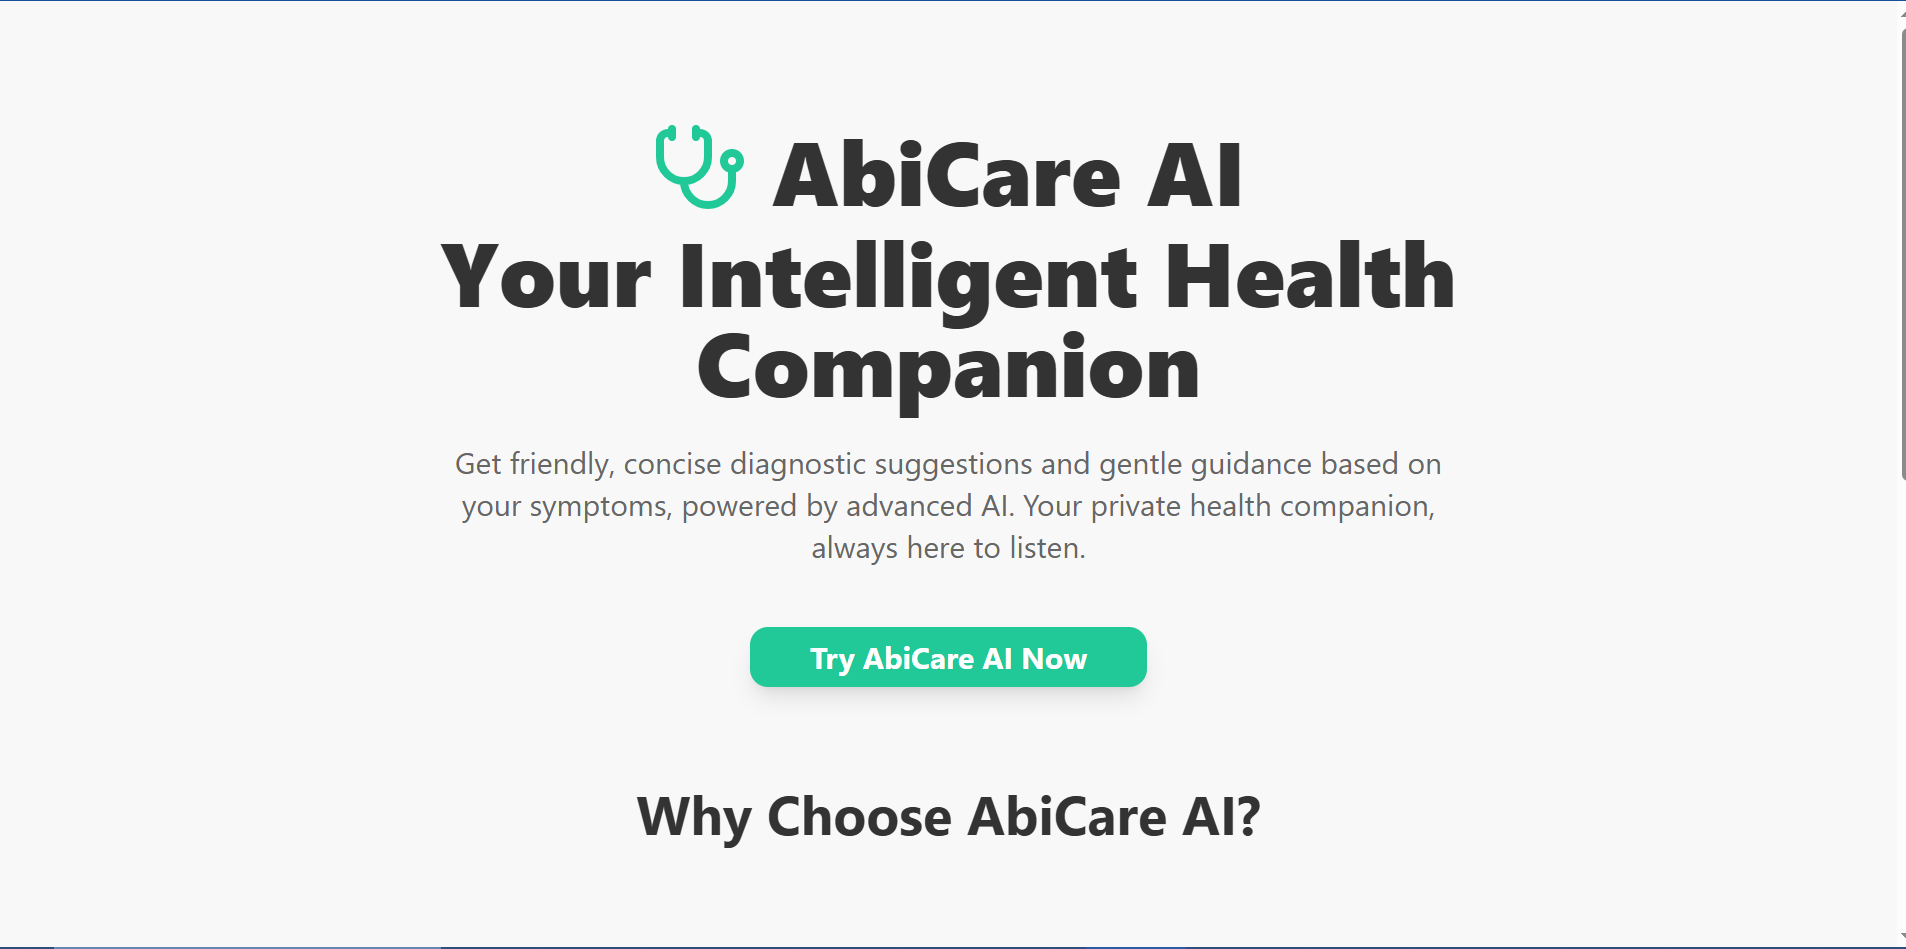 AbiCare AI
Your Intelligent Health
Companion
Get friendly, concise diagnostic suggestions and gentle guidance based on
your symptoms, powered by advanced AI. Your private health companion,
always here to listen.
Try AbiCare AI Now
Why Choose AbiCare AI?